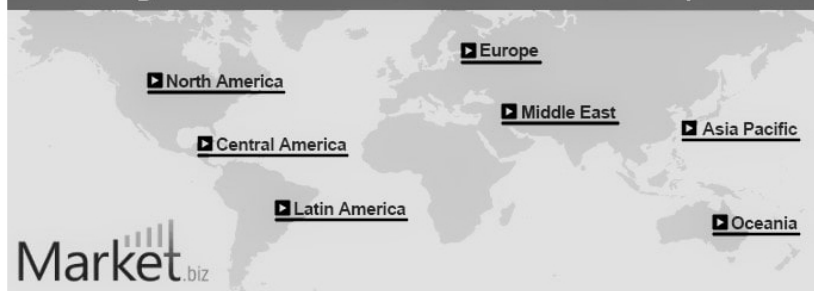 Europe
North America
Middle East
Asia Pacific
Central America
Latin America
Oceania
Market.biz